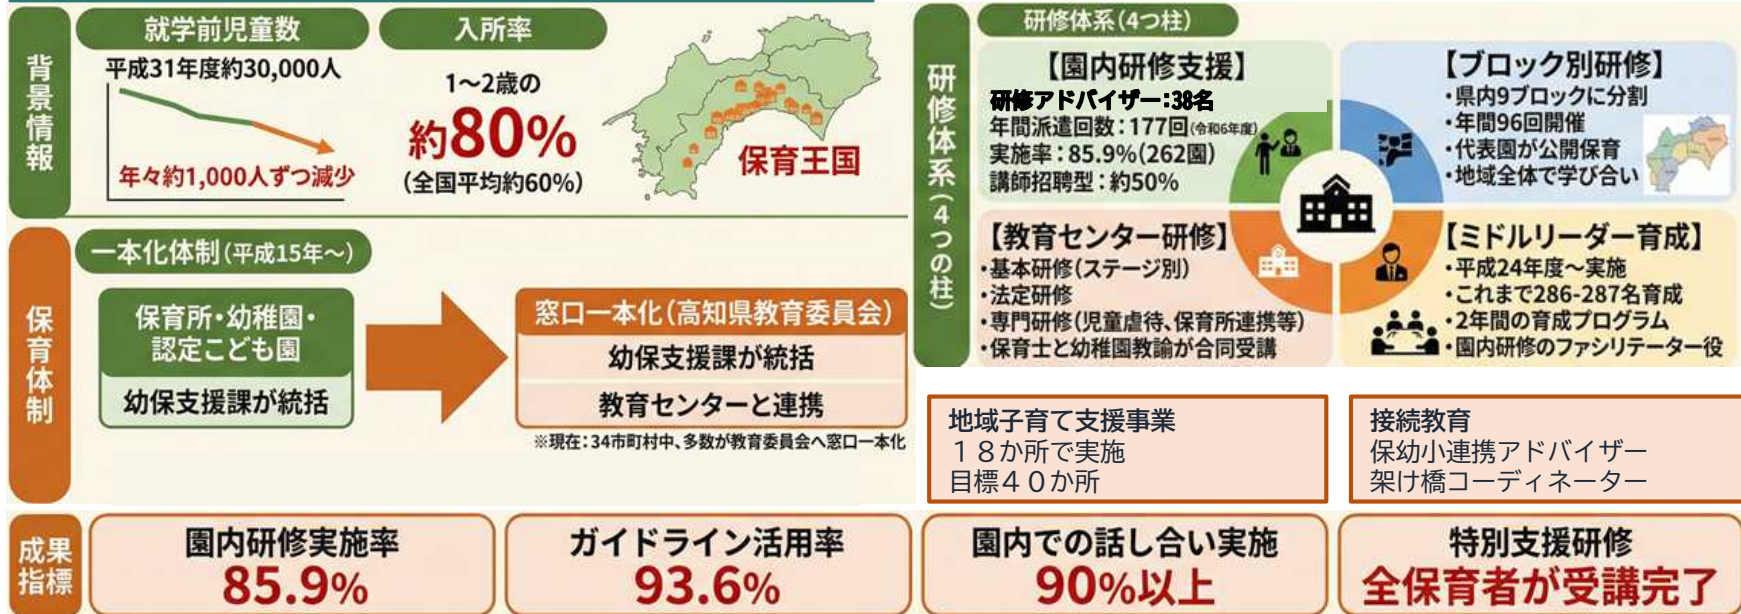 背景情報
就学前児童数
平成31年度約30,000人
年々約1,000人ずつ減少
入所率
1〜2歳の
約80%
(全国平均約60%)
保育王国
保育体制
一本化体制(平成15年〜)
保育所・幼稚園・
認定こども園
幼保支援課が統括
窓口一本化(高知県教育委員会)
幼保支援課が統括
教育センターと連携
※現在:34市町村中、多数が教育委員会へ窓口一本化
研修体系(4つの柱)
研修体系(4つ柱)
【園内研修支援】
研修アドバイザー:38名
年間派遣回数:177回(令和6年度)
実施率:85.9%(262園)
講師招聘型:約50%
【ブロック別研修】
・県内9ブロックに分割
・年間96回開催
・代表園が公開保育
・地域全体で学び合い
【教育センター研修】
・基本研修(ステージ別)
・法定研修
・専門研修(児童虐待、保育所連携等)
・保育士と幼稚園教諭が合同受講
【ミドルリーダー育成】
・平成24年度〜実施
・これまで286-287名育成
・2年間の育成プログラム
・園内研修のファシリテーター役
地域子育て支援事業
18か所で実施
目標40か所
接続教育
保幼小連携アドバイザー
架け橋コーディネーター
成果
指標
園内研修実施率
85.9%
ガイドライン活用率
93.6%
園内での話し合い実施
90%以上
特別支援研修
全保育者が受講完了